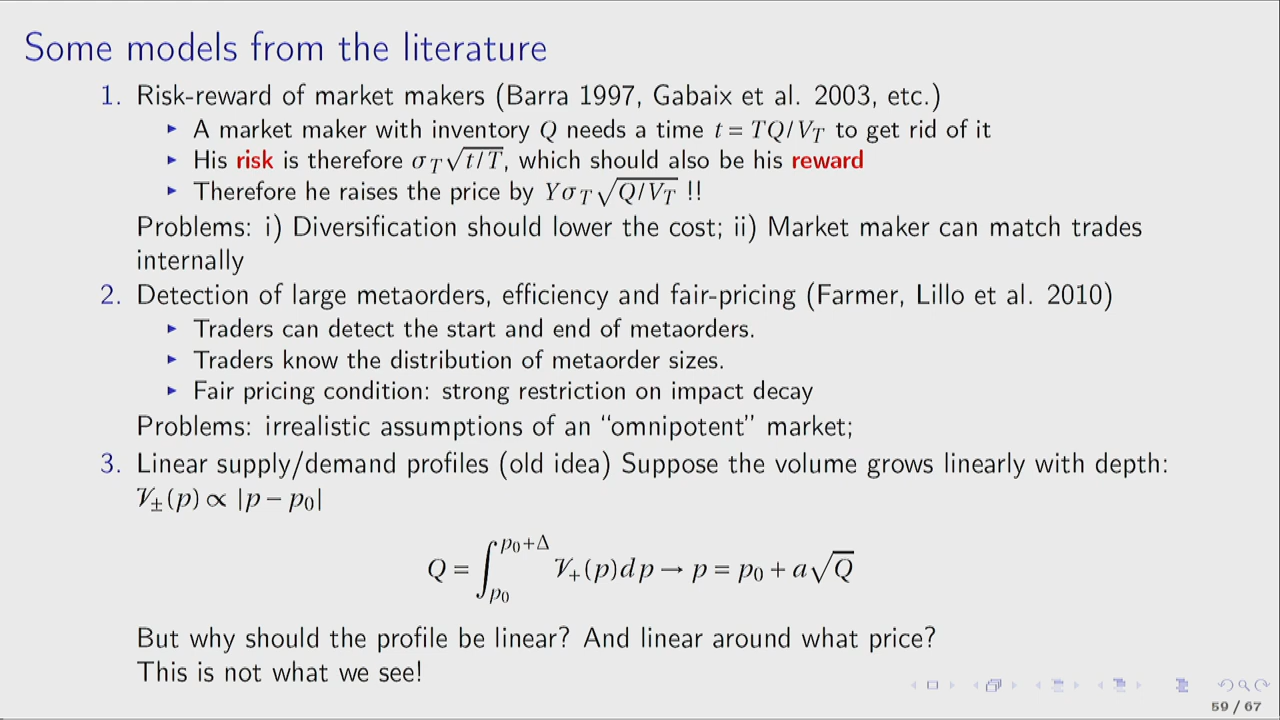 Some models from the literature
1. Risk-reward of market makers (Barra 1997, Gabaix et al. 2003, etc.)
▸ A market maker with inventory Q needs a time t = TQ/V_T to get rid of it
▸ His risk is therefore σ_T√(t/T), which should also be his reward
▸ Therefore he raises the price by Yσ_T√(Q/V_T) !!
Problems: i) Diversification should lower the cost; ii) Market maker can match trades
internally
2. Detection of large metaorders, efficiency and fair-pricing (Farmer, Lillo et al. 2010)
▸ Traders can detect the start and end of metaorders.
▸ Traders know the distribution of metaorder sizes.
▸ Fair pricing condition: strong restriction on impact decay
Problems: irrealistic assumptions of an “omnipotent” market;
3. Linear supply/demand profiles (old idea) Suppose the volume grows linearly with depth:
𝒱_±(p) ∝ |p − p_0|
Q = ∫_{p_0}^{p_0+Δ} 𝒱_+(p)dp → p = p_0 + a√Q
But why should the profile be linear? And linear around what price?
This is not what we see!
59 / 67